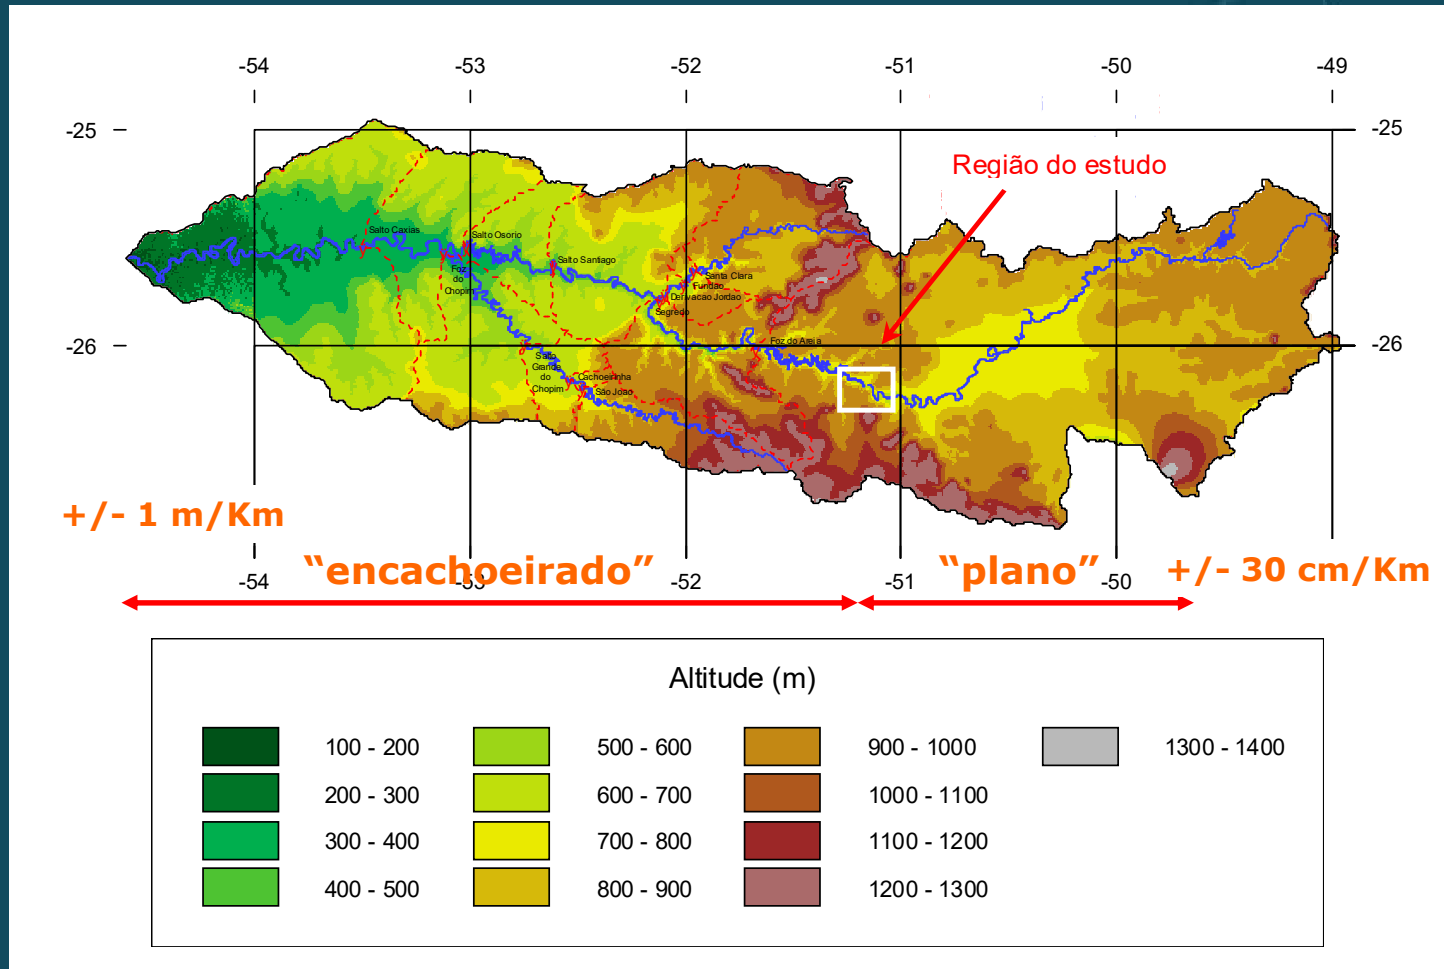 -54 -53 -52 -51 -50 -49
-25 -25
Região do estudo
Salto Caxias
Salto Osorio
Salto Santiago
Foz
do
Chopim
Santa Clara
Fundao
Derivacao Jordao
Segredo
-26 -26
Foz do Areia
Salto
Grande
do
Chopim
Cachoeirinha
São Joao
+/- 1 m/Km
“encachoeirado” “plano” +/- 30 cm/Km
-54 -53 -52 -51 -50
Altitude (m)
100 - 200 500 - 600 900 - 1000 1300 - 1400
200 - 300 600 - 700 1000 - 1100
300 - 400 700 - 800 1100 - 1200
400 - 500 800 - 900 1200 - 1300